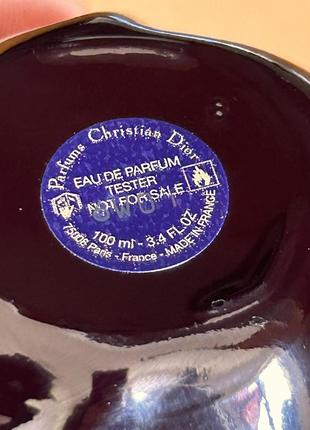 Parfums Christian Dior
EAU DE PARFUM
TESTER
NOT FOR SALE
100 ml - 3.4 FL.OZ
75008 Paris - France - MADE IN FRANCE